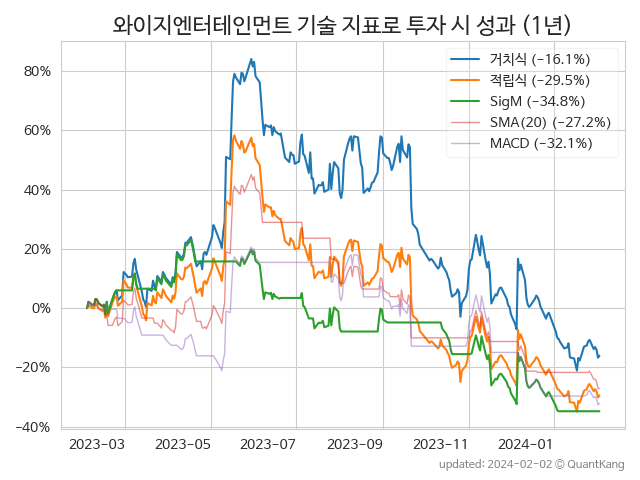 와이지엔터테인먼트 기술 지표로 투자 시 성과 (1년)
거치식 (−16.1%)
적립식 (−29.5%)
SigM (−34.8%)
SMA(20) (−27.2%)
MACD (−32.1%)
80%
60%
40%
20%
0%
−20%
−40%
2023-03 2023-05 2023-07 2023-09 2023-11 2024-01
updated: 2024-02-02 © QuantKang